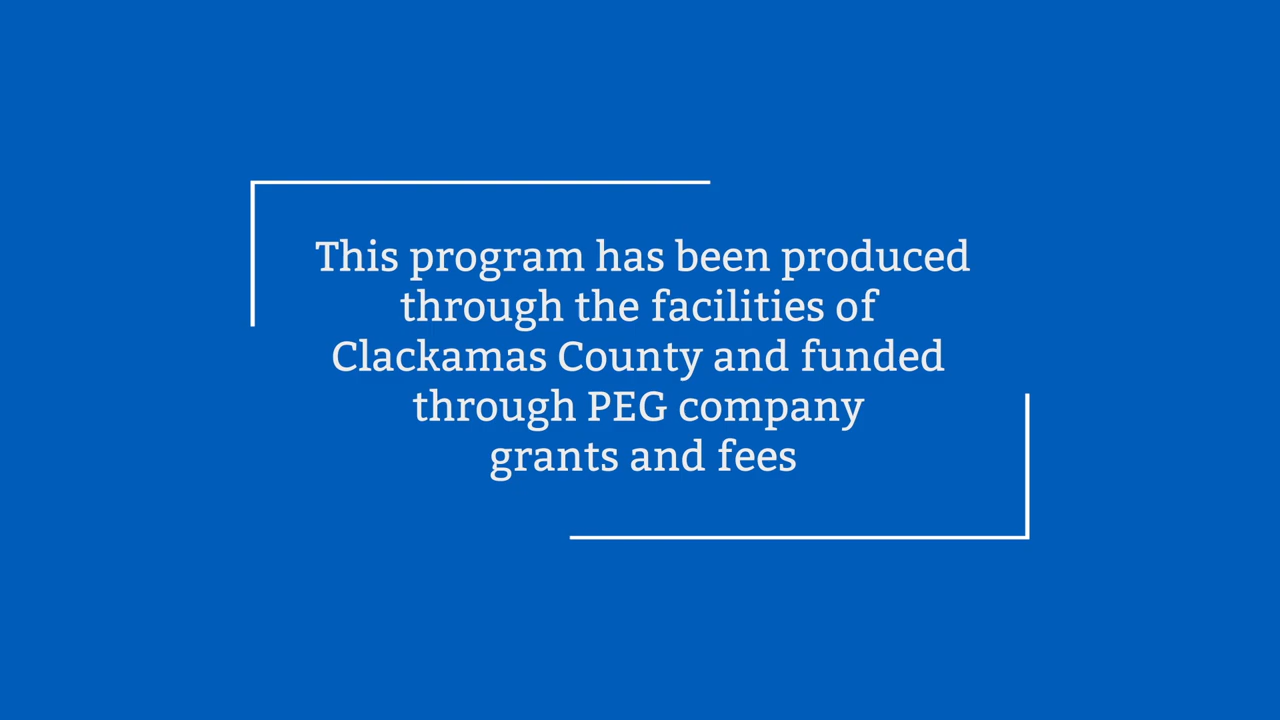 This program has been produced
through the facilities of
Clackamas County and funded
through PEG company
grants and fees